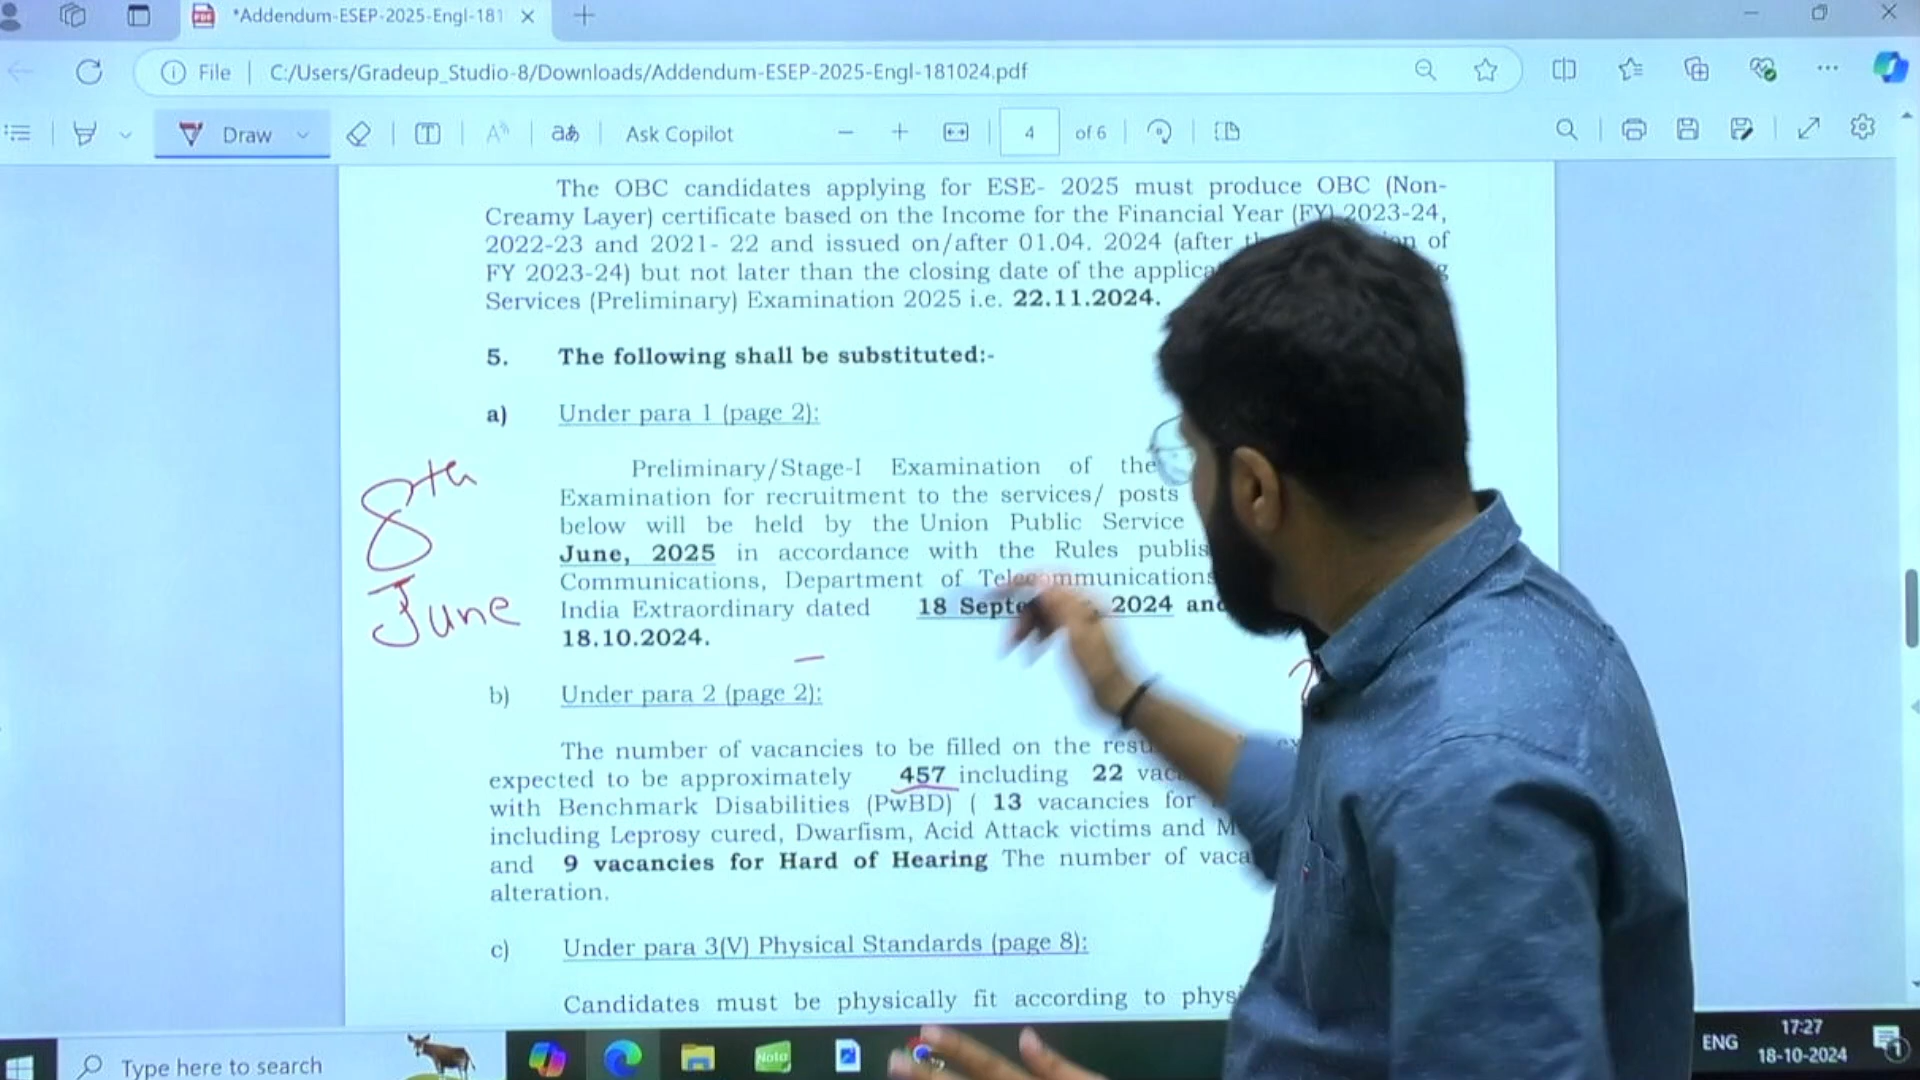 *Addendum-ESEP-2025-Engl-181
File
C:/Users/Gradeup_Studio-8/Downloads/Addendum-ESEP-2025-Engl-181024.pdf
Draw
Ask Copilot
4 of 6
The OBC candidates applying for ESE- 2025 must produce OBC (Non-
Creamy Layer) certificate based on the Income for the Financial Year (FY) 2023-24,
2022-23 and 2021- 22 and issued on/after 01.04. 2024 (after of
FY 2023-24) but not later than the closing date of the
Services (Preliminary) Examination 2025 i.e. 22.11.2024.
5. The following shall be substituted:-
a) Under para 1 (page 2):
Preliminary/Stage-I Examination of the
Examination for recruitment to the services/ posts
below will be held by the Union Public Service
June, 2025 in accordance with the Rules
Communications, Department of Telecommunications
India Extraordinary dated 18 2024 and
18.10.2024.
8th
June
b) Under para 2 (page 2):
The number of vacancies to be filled on the
expected to be approximately 457 including 22
with Benchmark Disabilities (PwBD) ( 13 vacancies for
including Leprosy cured, Dwarfism, Acid Attack victims and
and 9 vacancies for Hard of Hearing The number of
alteration.
c) Under para 3(V) Physical Standards (page 8):
Candidates must be physically fit according to
Type here to search
Note
ENG
17:27
18-10-2024
1